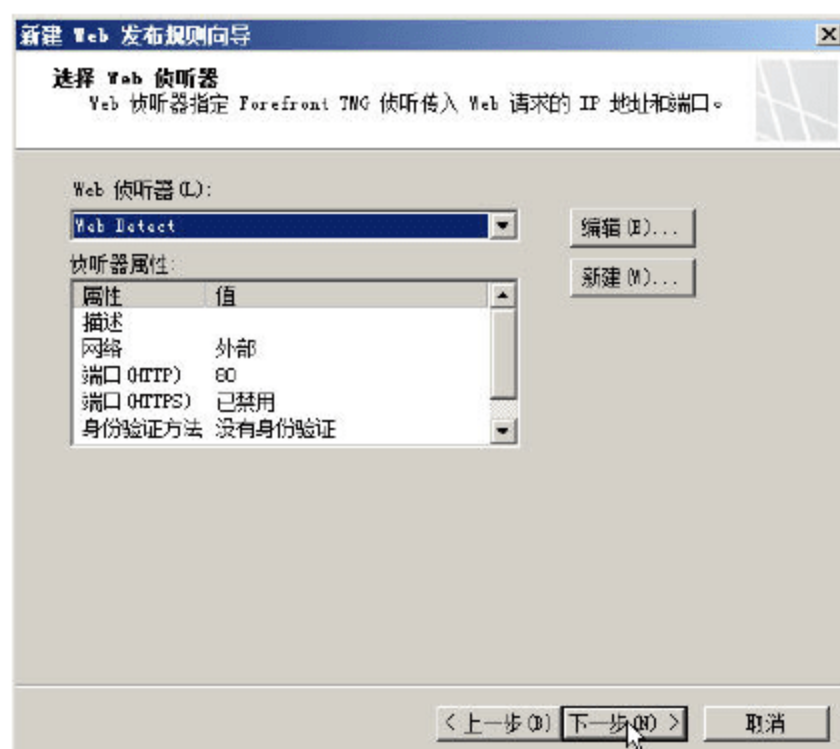 新建 Web 发布规则向导
选择 Web 侦听器
Web 侦听器指定 Forefront TMG 侦听传入 Web 请求的 IP 地址和端口。
Web 侦听器(L):
Web Detect
编辑(E)...
侦听器属性:
新建(W)...
属性 值
描述
网络 外部
端口(HTTP) 80
端口(HTTPS) 已禁用
身份验证方法 没有身份验证
< 上一步(B) 下一步(N) > 取消